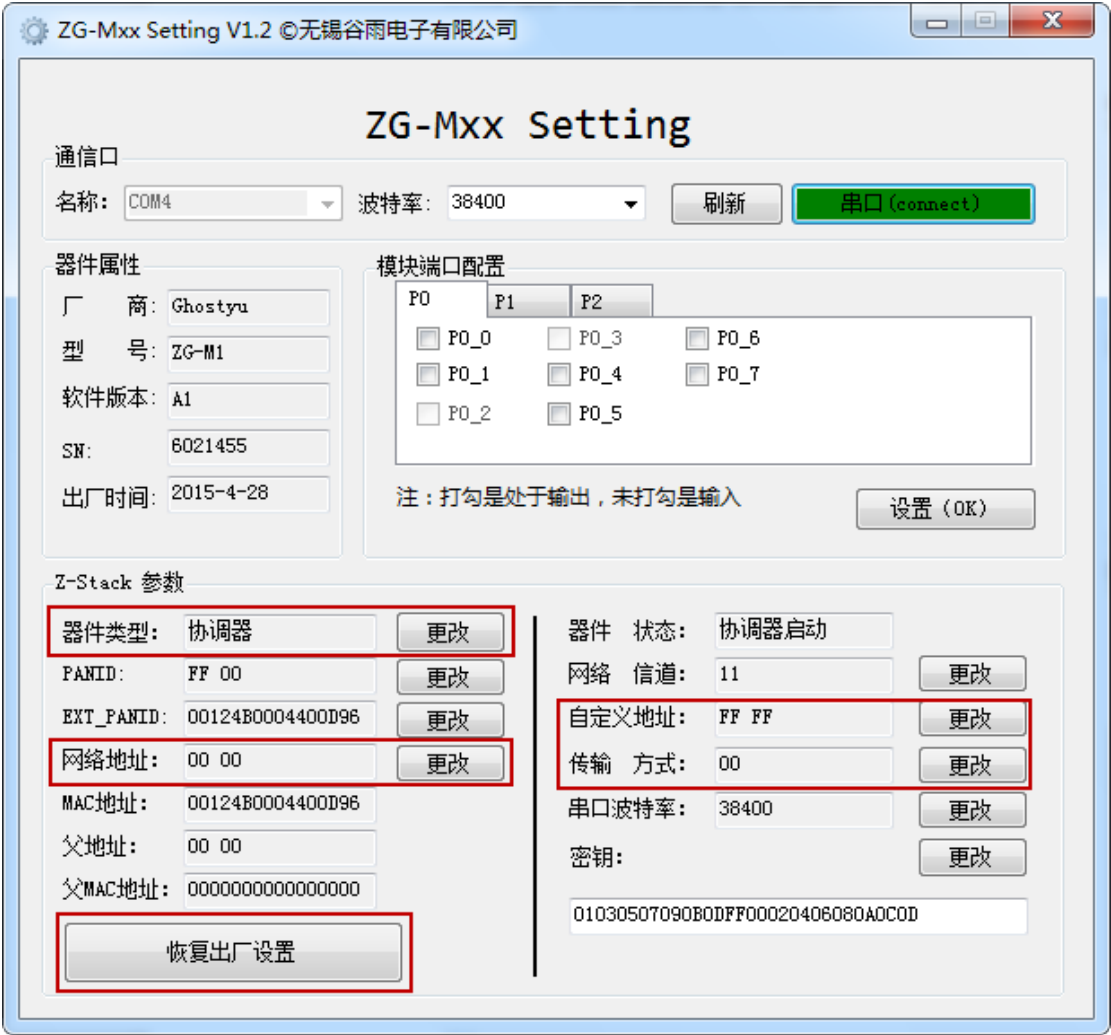 ZG-Mxx Setting V1.2 ©无锡谷雨电子有限公司
ZG-Mxx Setting
通信口
名称: COM4 波特率: 38400 刷新 串口(connect)
器件属性
厂 商: Ghostyu
型 号: ZG-M1
软件版本: A1
SN: 6021455
出厂时间: 2015-4-28
模块端口配置
P0 P1 P2
P0_0 P0_3 P0_6
P0_1 P0_4 P0_7
P0_2 P0_5
注：打勾是处于输出，未打勾是输入
设置 (OK)
Z-Stack 参数
器件类型: 协调器 更改
PANID: FF 00 更改
EXT_PANID: 00124B0004400D96 更改
网络地址: 00 00 更改
MAC地址: 00124B0004400D96
父地址: 00 00
父MAC地址: 0000000000000000
恢复出厂设置
器件 状态: 协调器启动
网络 信道: 11 更改
自定义地址: FF FF 更改
传输 方式: 00 更改
串口波特率: 38400 更改
密钥: 更改
01030507090B0DFF00020406080A0C0D